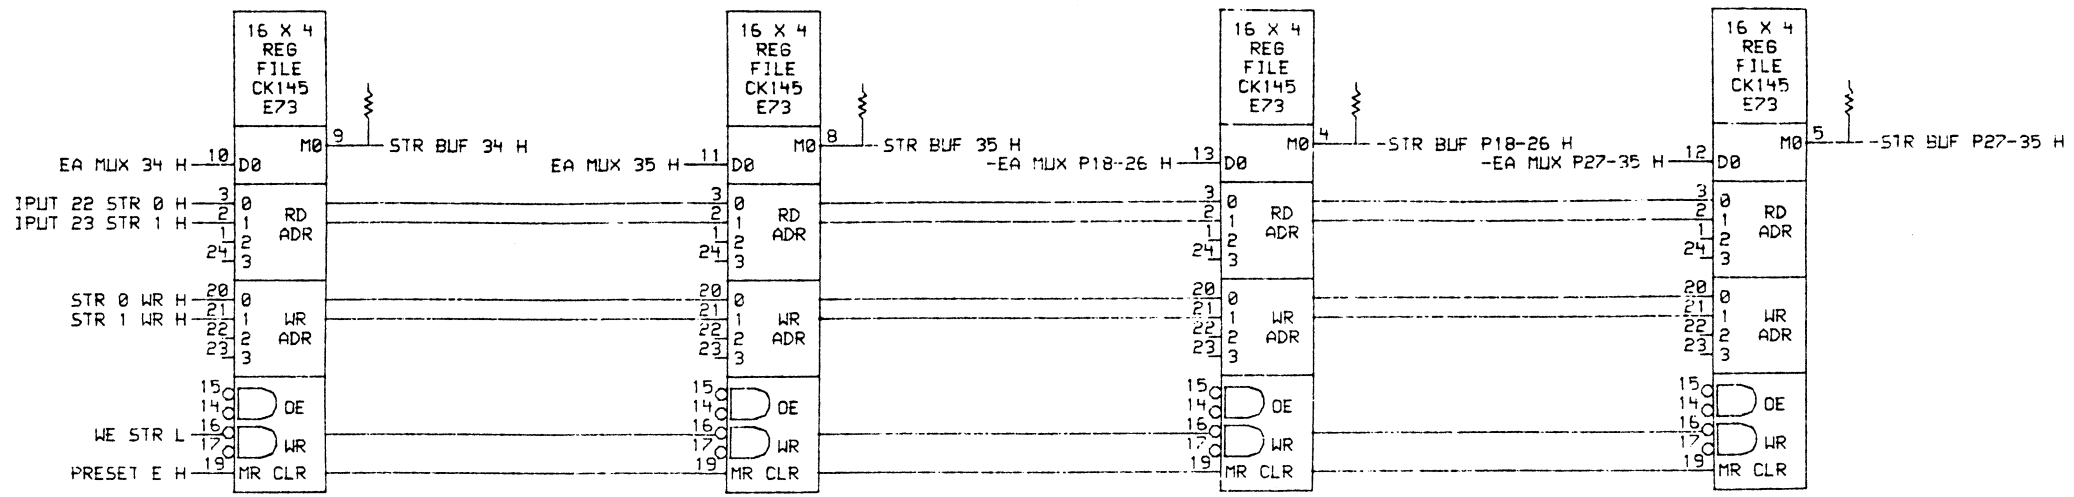 16 X 4
REG
FILE
CK145
E73
9
M0
STR BUF 34 H
EA MUX 34 H
10
D0
IPUT 22 STR 0 H
3
0
IPUT 23 STR 1 H
2
1
1
2
24
3
RD
ADR
STR 0 WR H
20
0
STR 1 WR H
21
1
22
2
23
3
WR
ADR
15
14
OE
WE STR L
16
17
WR
PRESET E H
19
MR CLR
16 X 4
REG
FILE
CK145
E73
8
M0
STR BUF 35 H
EA MUX 35 H
11
D0
3
0
2
1
1
2
24
3
RD
ADR
20
0
21
1
22
2
23
3
WR
ADR
15
14
OE
16
17
WR
19
MR CLR
16 X 4
REG
FILE
CK145
E73
4
M0
-STR BUF P18-26 H
-EA MUX P18-26 H
13
D0
3
0
2
1
1
2
24
3
RD
ADR
20
0
21
1
22
2
23
3
WR
ADR
15
14
OE
16
17
WR
19
MR CLR
16 X 4
REG
FILE
CK145
E73
5
M0
-STR BUF P27-35 H
-EA MUX P27-35 H
12
D0
3
0
2
1
1
2
24
3
RD
ADR
20
0
21
1
22
2
23
3
WR
ADR
15
14
OE
16
17
WR
19
MR CLR